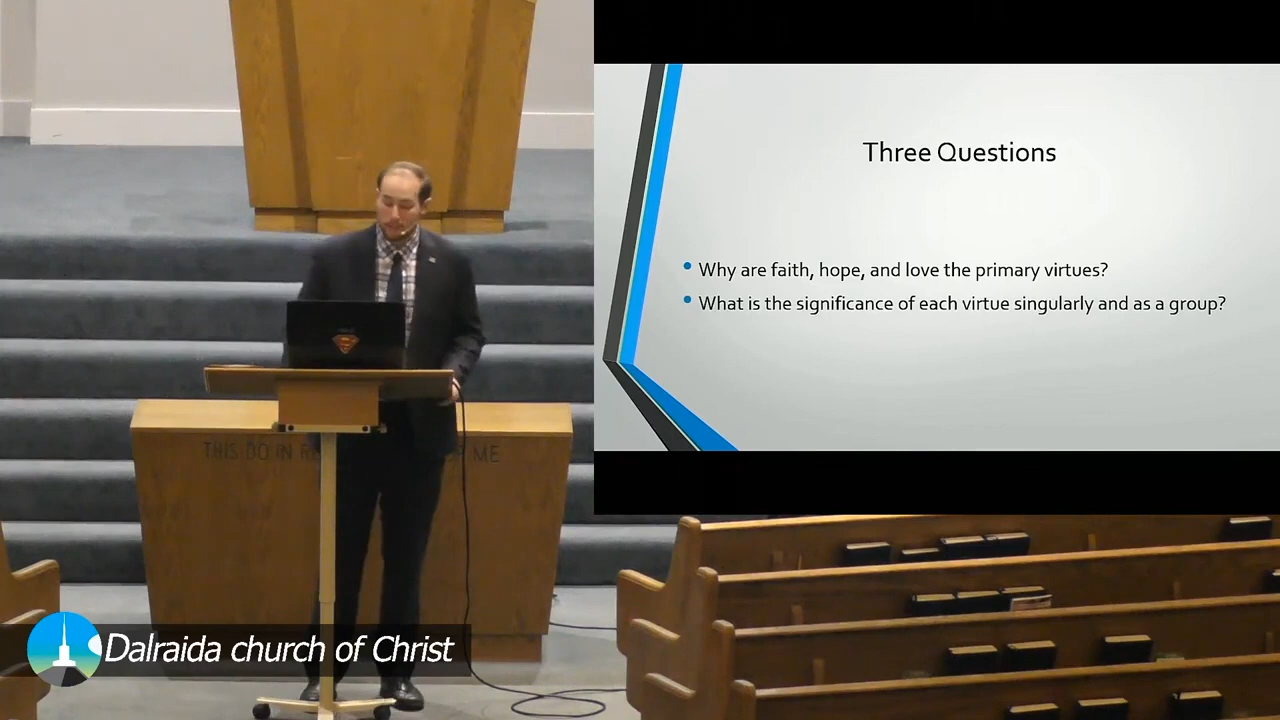 Three Questions
Why are faith, hope, and love the primary virtues?
What is the significance of each virtue singularly and as a group?
THIS DO IN ME
Dalraida church of Christ